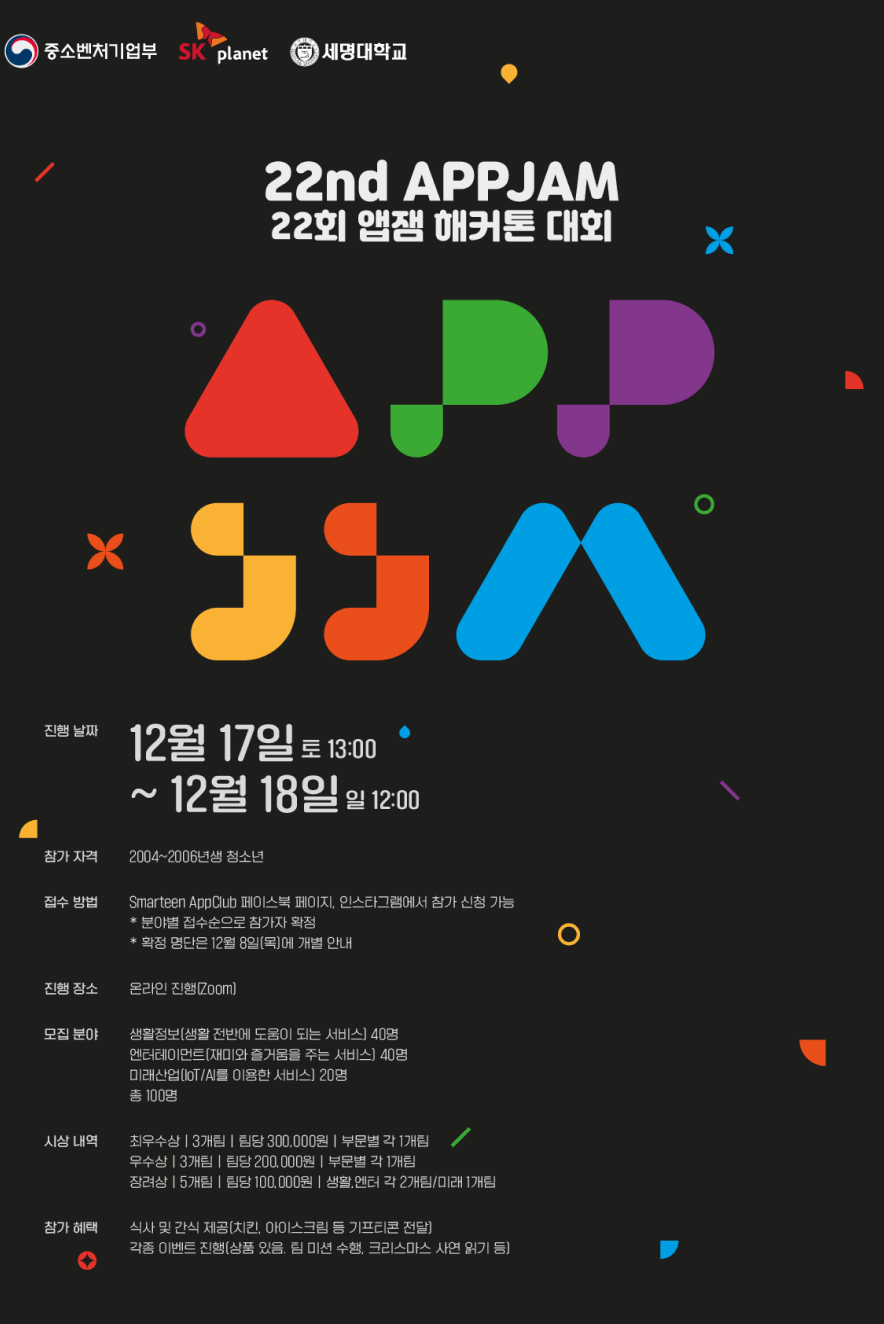 중소벤처기업부 SK planet 세명대학교
22nd APPJAM
22회 앱잼 해커톤 대회
APP
JJM
진행 날짜 12월 17일 토 13:00
~ 12월 18일 일 12:00
참가 자격 2004~2006년생 청소년
접수 방법 Smarteen AppClub 페이스북 페이지, 인스타그램에서 참가 신청 가능
* 분야별 접수순으로 참가자 확정
* 확정 명단은 12월 8일(목)에 개별 안내
진행 장소 온라인 진행(Zoom)
모집 분야 생활정보(생활 전반에 도움이 되는 서비스) 40명
엔터테이먼트(재미와 즐거움을 주는 서비스) 40명
미래산업(IoT/AI를 이용한 서비스) 20명
총 100명
시상 내역 최우수상 | 3개팀 | 팀당 300,000원 | 부문별 각 1개팀
우수상 | 3개팀 | 팀당 200,000원 | 부문별 각 1개팀
장려상 | 5개팀 | 팀당 100,000원 | 생활,엔터 각 2개팀/미래 1개팀
참가 혜택 식사 및 간식 제공(치킨, 아이스크림 등 기프티콘 전달)
각종 이벤트 진행(상품 있음. 팀 미션 수행, 크리스마스 사연 읽기 등)